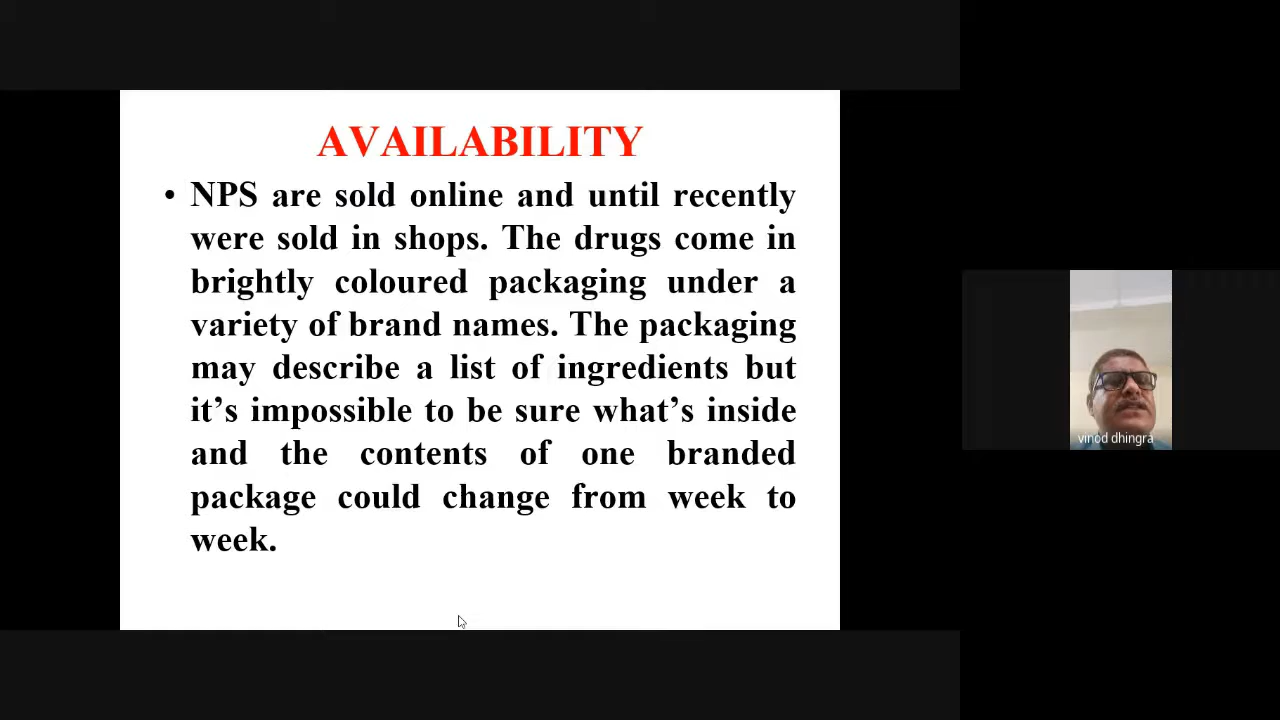 AVAILABILITY
• NPS are sold online and until recently
were sold in shops. The drugs come in
brightly coloured packaging under a
variety of brand names. The packaging
may describe a list of ingredients but
it’s impossible to be sure what’s inside
and the contents of one branded
package could change from week to
week.
vinod dhingra